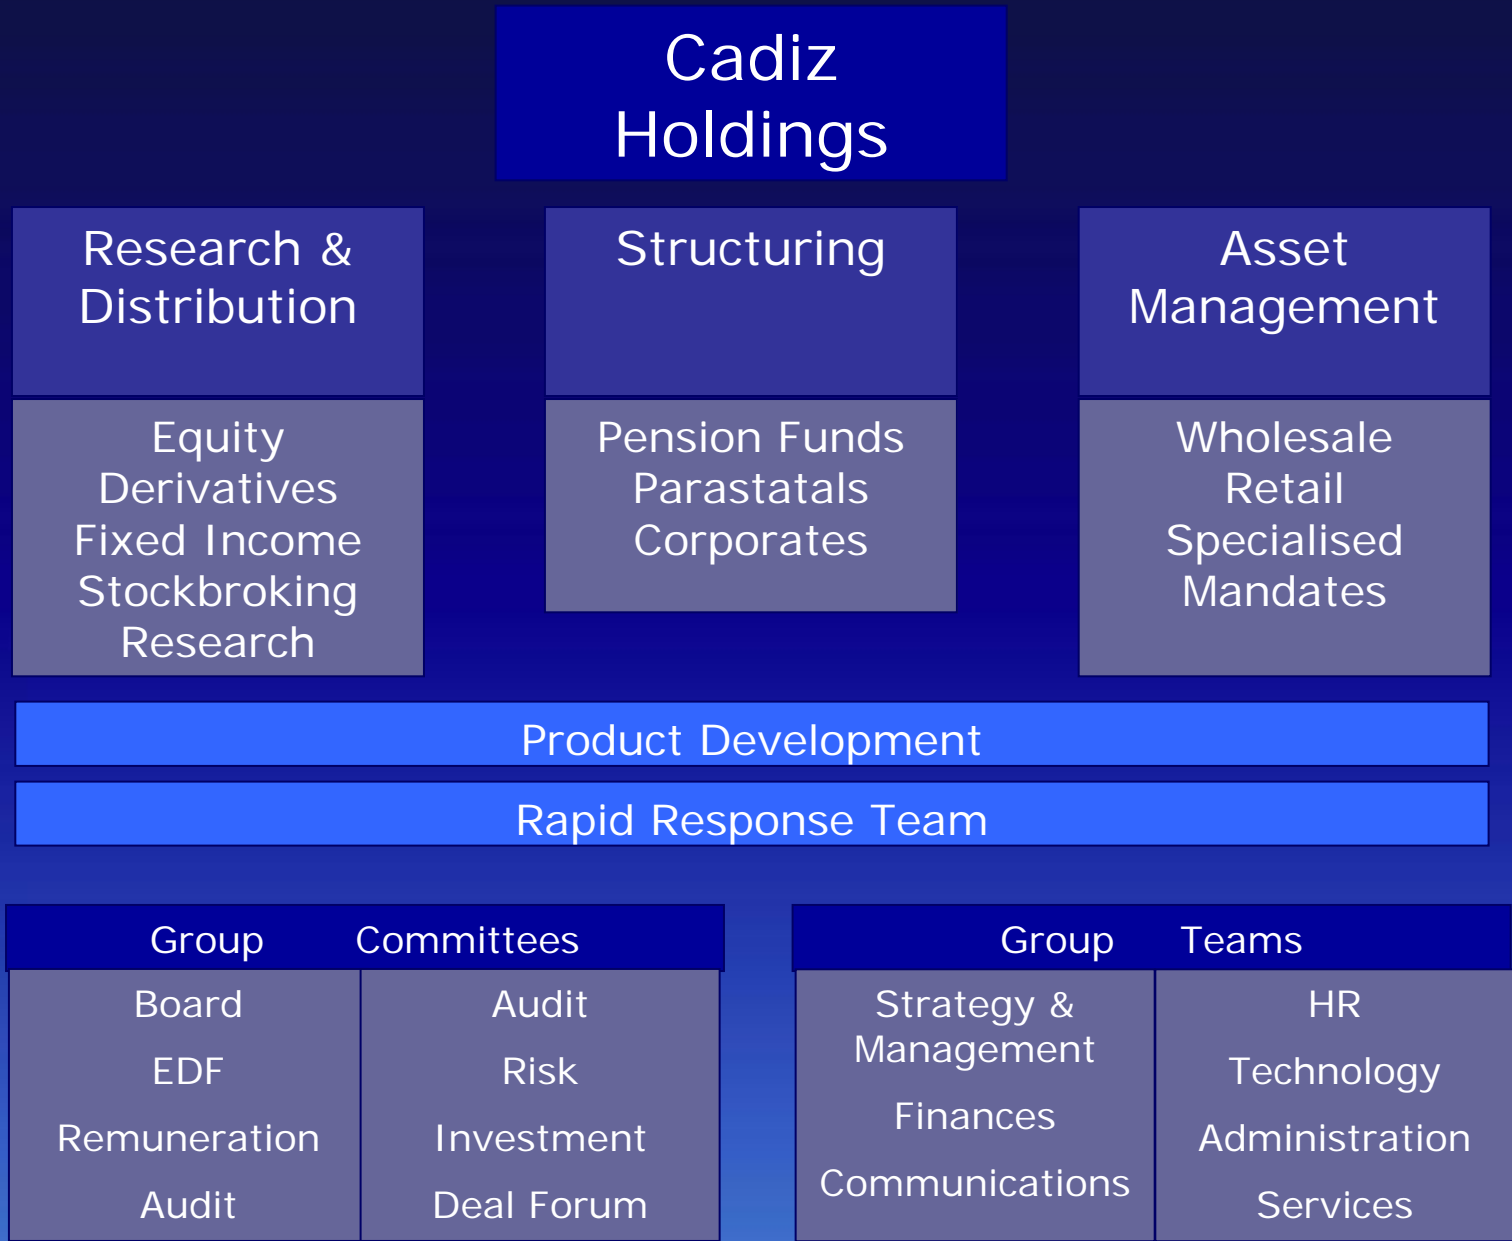 Cadiz
Holdings
Research &
Distribution
Equity
Derivatives
Fixed Income
Stockbroking
Research
Structuring
Pension Funds
Parastatals
Corporates
Asset
Management
Wholesale
Retail
Specialised
Mandates
Product Development
Rapid Response Team
Group Committees
Board
EDF
Remuneration
Audit
Audit
Risk
Investment
Deal Forum
Group Teams
Strategy &
Management
Finances
Communications
HR
Technology
Administration
Services